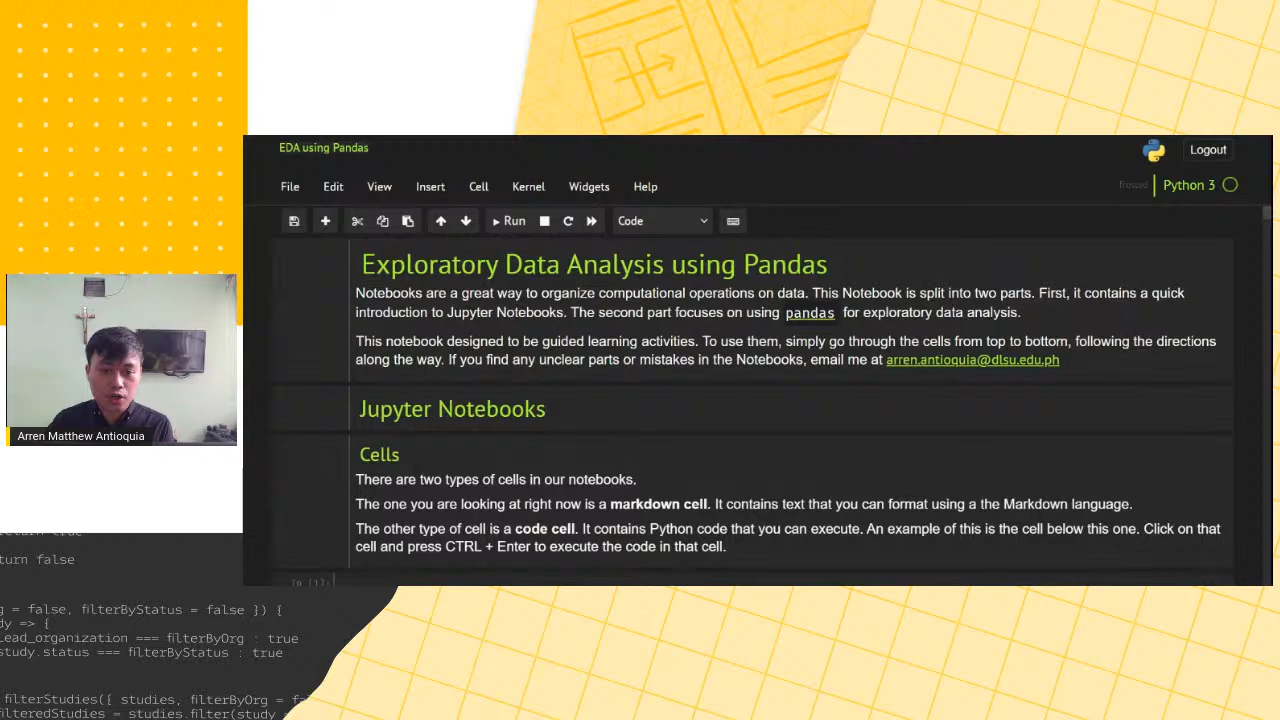 EDA using Pandas
Logout
File Edit View Insert Cell Kernel Widgets Help
Trusted Python 3
Run Code
Exploratory Data Analysis using Pandas
Notebooks are a great way to organize computational operations on data. This Notebook is split into two parts. First, it contains a quick
introduction to Jupyter Notebooks. The second part focuses on using pandas for exploratory data analysis.
This notebook designed to be guided learning activities. To use them, simply go through the cells from top to bottom, following the directions
along the way. If you find any unclear parts or mistakes in the Notebooks, email me at arren.antioquia@dlsu.edu.ph
Jupyter Notebooks
Cells
There are two types of cells in our notebooks.
The one you are looking at right now is a markdown cell. It contains text that you can format using a the Markdown language.
The other type of cell is a code cell. It contains Python code that you can execute. An example of this is the cell below this one. Click on that
cell and press CTRL + Enter to execute the code in that cell.
In [1]:
Arren Matthew Antioquia
turn false
g = false, filterByStatus = false }) {
dy => {
lead_organization === filterByOrg : true
study.status === filterByStatus : true
filterStudies({ studies, filterByOrg = fa
filteredStudies = studies.filter(study